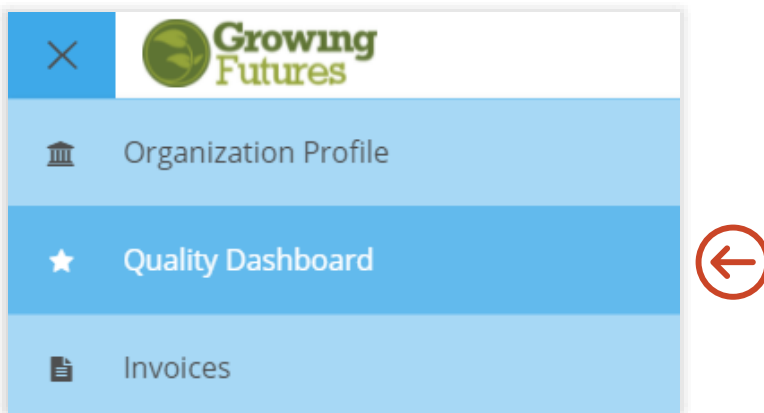 Growing
Futures
Organization Profile
Quality Dashboard
Invoices